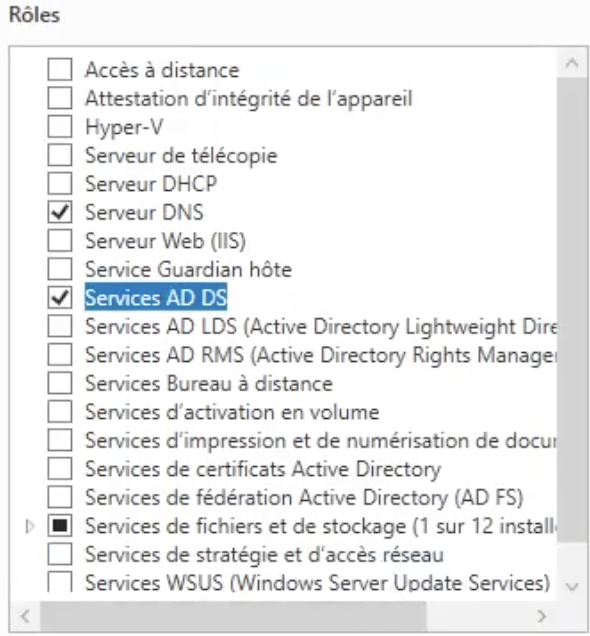 Rôles
Accès à distance
Attestation d'intégrité de l'appareil
Hyper-V
Serveur de télécopie
Serveur DHCP
Serveur DNS
Serveur Web (IIS)
Service Guardian hôte
Services AD DS
Services AD LDS (Active Directory Lightweight Dire
Services AD RMS (Active Directory Rights Manager
Services Bureau à distance
Services d'activation en volume
Services d'impression et de numérisation de docun
Services de certificats Active Directory
Services de fédération Active Directory (AD FS)
Services de fichiers et de stockage (1 sur 12 install
Services de stratégie et d'accès réseau
Services WSUS (Windows Server Update Services)